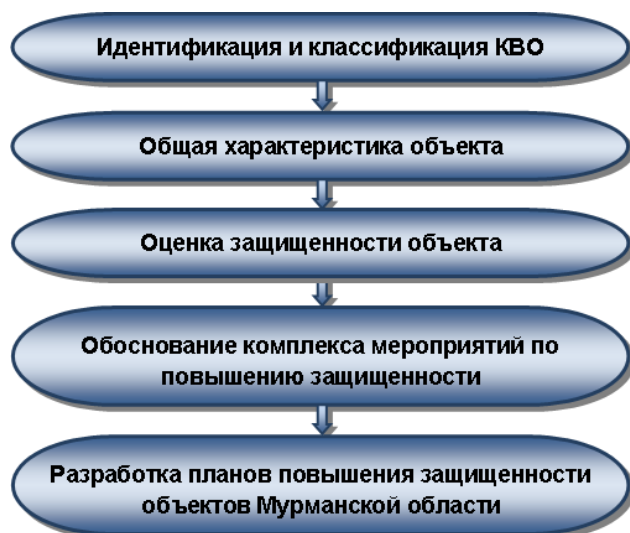 Идентификация и классификация КВО
Общая характеристика объекта
Оценка защищенности объекта
Обоснование комплекса мероприятий по
повышению защищенности
Разработка планов повышения защищенности
объектов Мурманской области